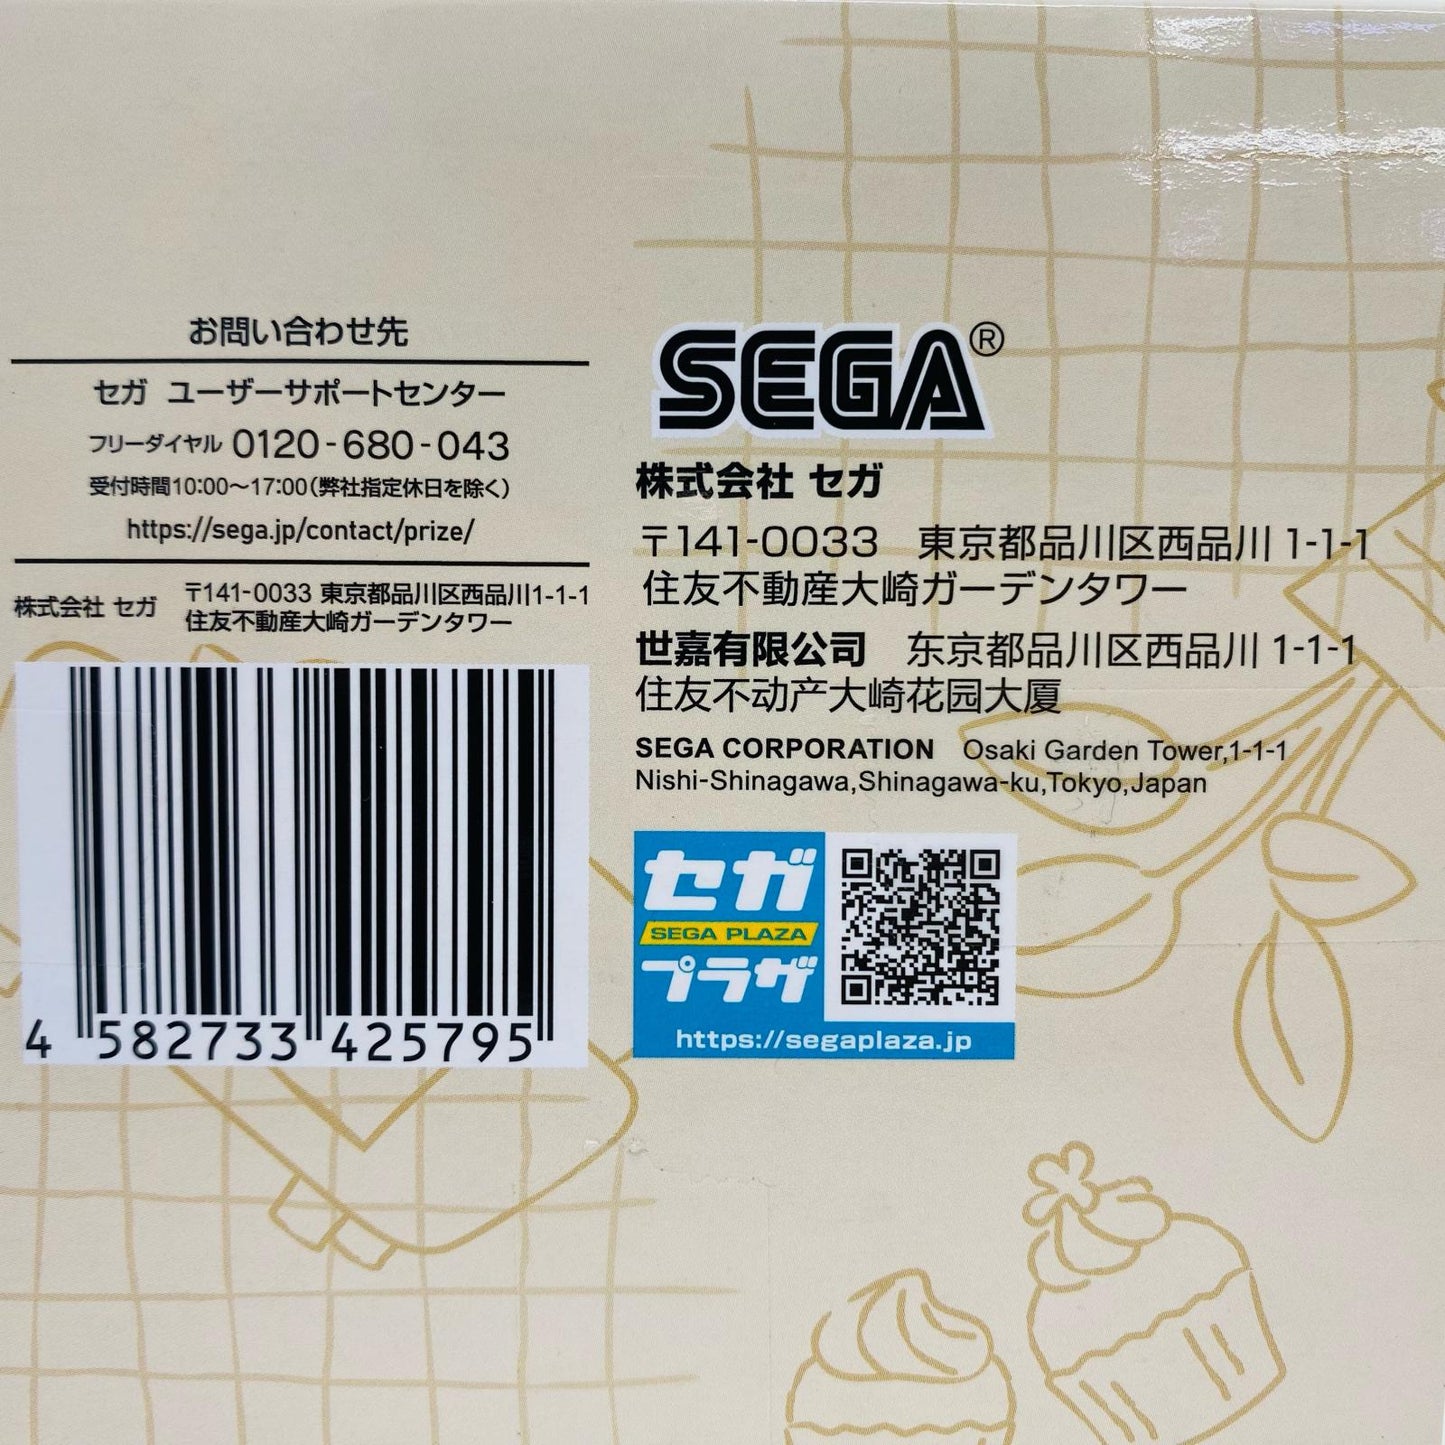 お問い合わせ先
セガ ユーザーサポートセンター
フリーダイヤル 0120-680-043
受付時間10:00～17:00(弊社指定休日を除く)
https://sega.jp/contact/prize/
株式会社 セガ 〒141-0033 東京都品川区西品川1-1-1
住友不動産大崎ガーデンタワー
4 582733 425795
SEGA®
株式会社 セガ
〒141-0033 東京都品川区西品川 1-1-1
住友不動産大崎ガーデンタワー
世嘉有限公司 东京都品川区西品川 1-1-1
住友不动产大崎花园大厦
SEGA CORPORATION Osaki Garden Tower,1-1-1
Nishi-Shinagawa,Shinagawa-ku,Tokyo,Japan
セガ
SEGA PLAZA
プラザ
https://segaplaza.jp